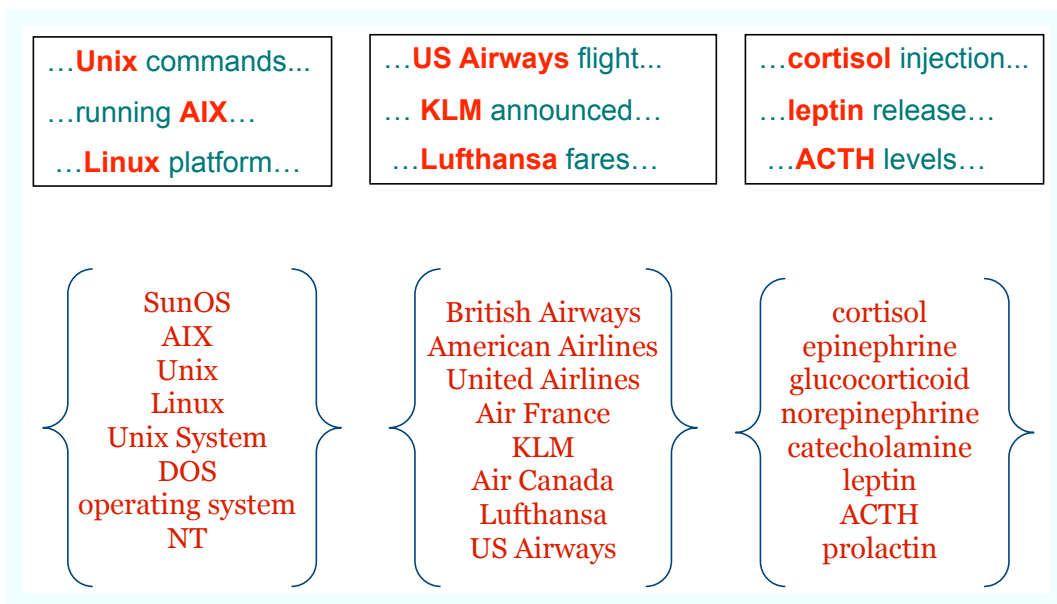 …Unix commands...
…running AIX…
…Linux platform…
…US Airways flight...
… KLM announced…
…Lufthansa fares…
…cortisol injection...
…leptin release…
…ACTH levels…
SunOS
AIX
Unix
Linux
Unix System
DOS
operating system
NT
British Airways
American Airlines
United Airlines
Air France
KLM
Air Canada
Lufthansa
US Airways
cortisol
epinephrine
glucocorticoid
norepinephrine
catecholamine
leptin
ACTH
prolactin